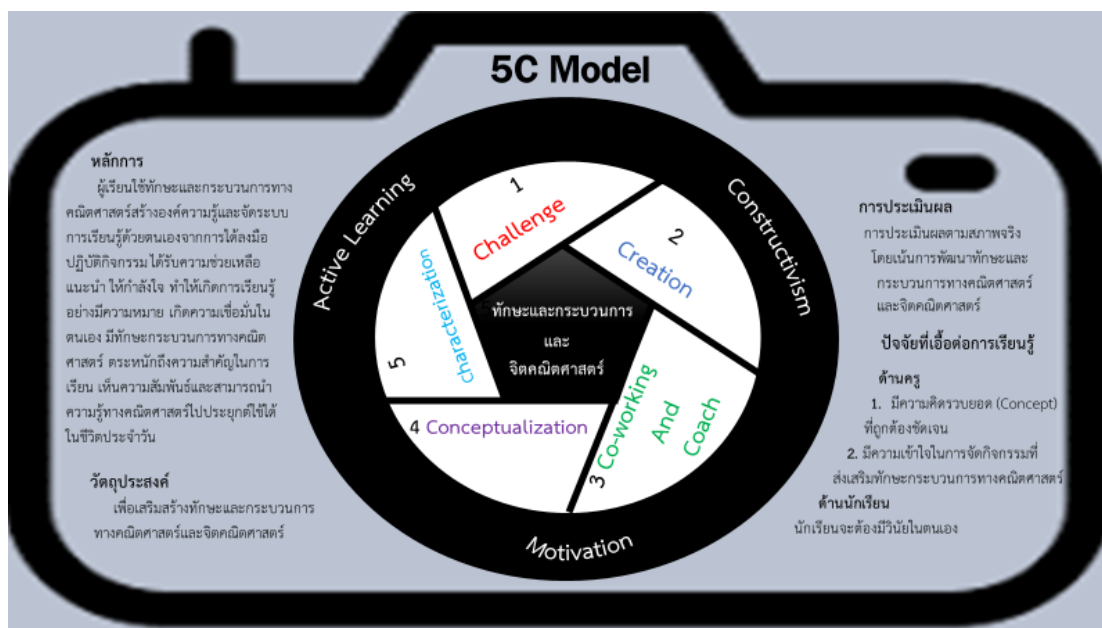 5C Model
หลักการ
ผู้เรียนใช้ทักษะและกระบวนการทาง
คณิตศาสตร์สร้างองค์ความรู้และจัดระบบ
การเรียนรู้ด้วยตนเองจากการได้ลงมือ
ปฏิบัติกิจกรรม ได้รับความช่วยเหลือ
แนะนำ ให้กำลังใจ ทำให้เกิดการเรียนรู้
อย่างมีความหมาย เกิดความเชื่อมั่นใน
ตนเอง มีทักษะกระบวนการทางคณิต
ศาสตร์ ตระหนักถึงความสำคัญในการ
เรียน เห็นความสัมพันธ์และสามารถนำ
ความรู้ทางคณิตศาสตร์ไปประยุกต์ใช้ได้
ในชีวิตประจำวัน
วัตถุประสงค์
เพื่อเสริมสร้างทักษะและกระบวนการ
ทางคณิตศาสตร์และจิตคณิตศาสตร์
Active Learning
Constructivism
Motivation
1
Challenge
2
Creation
3
Co-working
And
Coach
4 Conceptualization
5
Characterization
ทักษะและกระบวนการ
และ
จิตคณิตศาสตร์
การประเมินผล
การประเมินผลตามสภาพจริง
โดยเน้นการพัฒนาทักษะและ
กระบวนการทางคณิตศาสตร์
และจิตคณิตศาสตร์
ปัจจัยที่เอื้อต่อการเรียนรู้
ด้านครู
1. มีความคิดรวบยอด (Concept)
ที่ถูกต้องชัดเจน
2. มีความเข้าใจในการจัดกิจกรรมที่
ส่งเสริมทักษะกระบวนการทางคณิตศาสตร์
ด้านนักเรียน
นักเรียนจะต้องมีวินัยในตนเอง